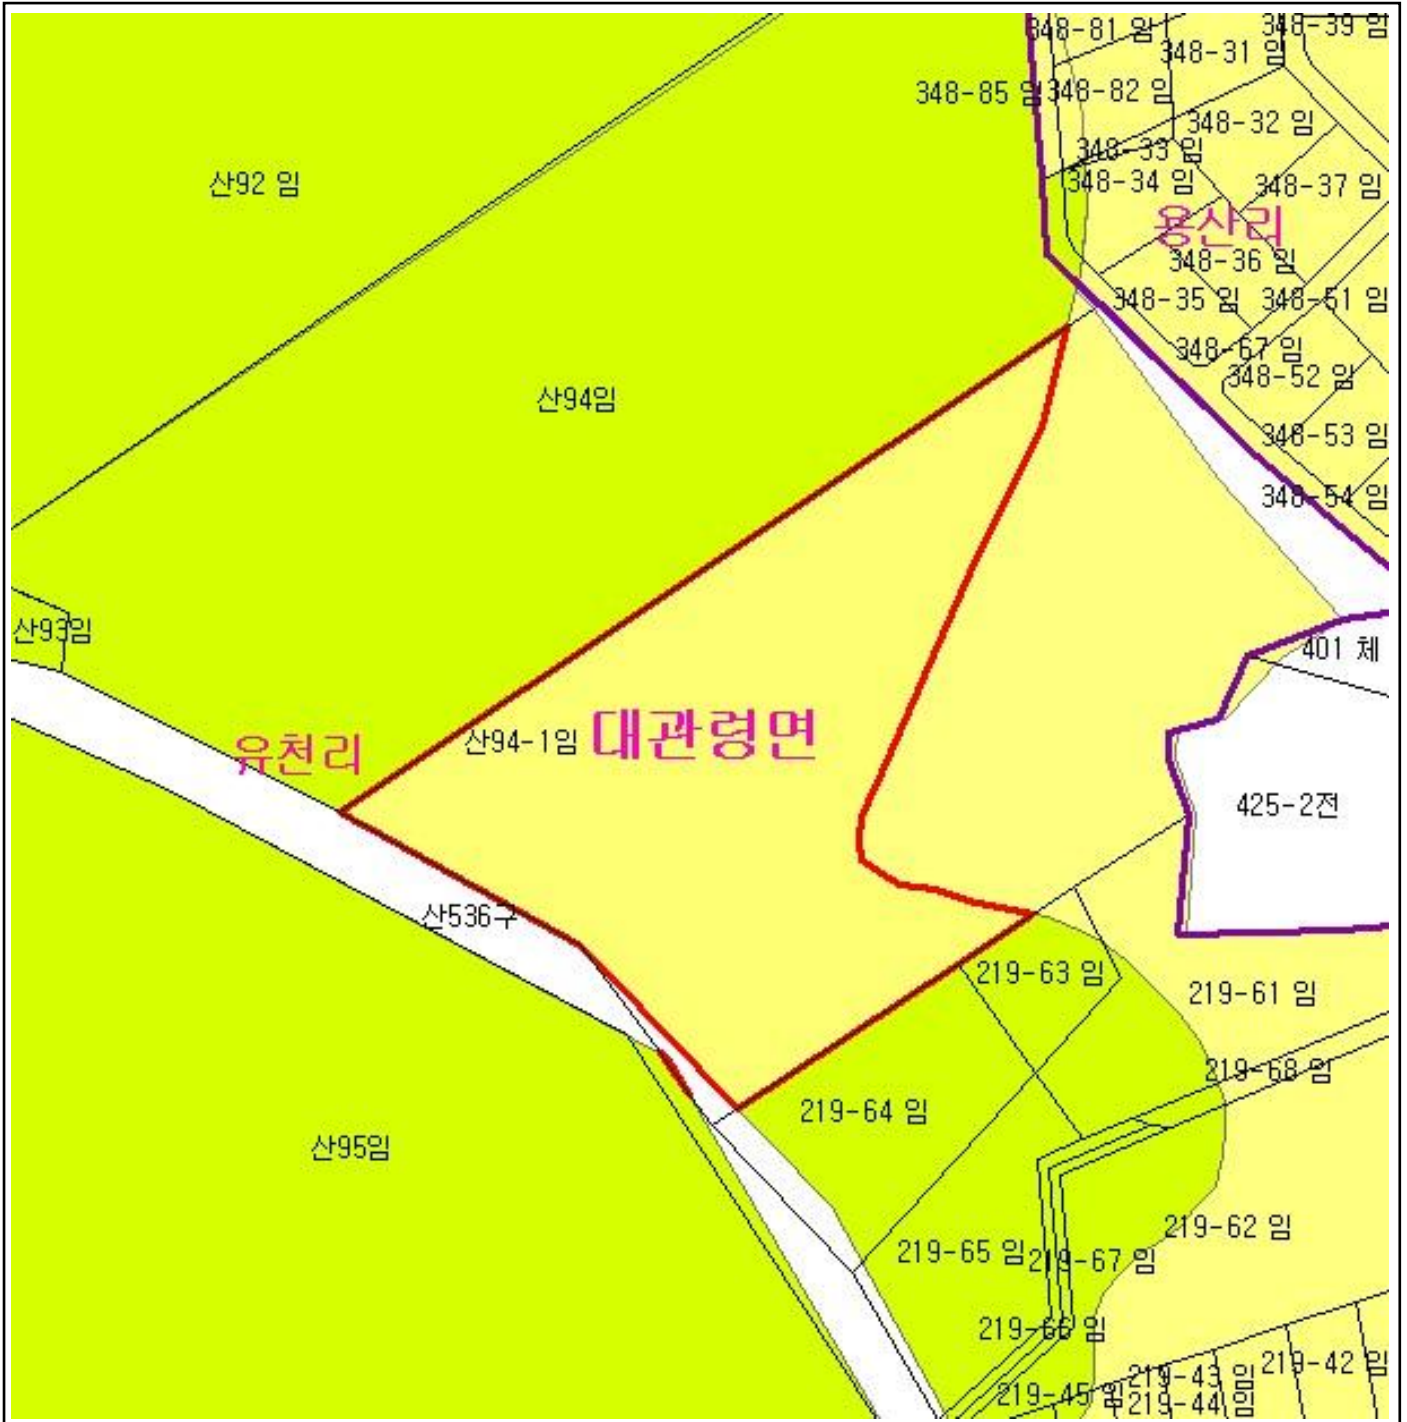 348-81 임
348-39 임
348-31 임
348-85 임
348-82 임
348-32 임
348-33 임
348-34 임
348-37 임
산92 임
용산리
348-36 임
348-35 임
348-51 임
348-67 임
348-52 임
산94임
348-53 임
348-54 임
산93임
401 체
대관령면
산94-1임
유천리
425-2전
산536구
219-63 임
219-61 임
219-68 임
219-64 임
산95임
219-62 임
219-65 임
219-67 임
219-66 임
219-42 임
219-43 임
219-45 임
219-44 임